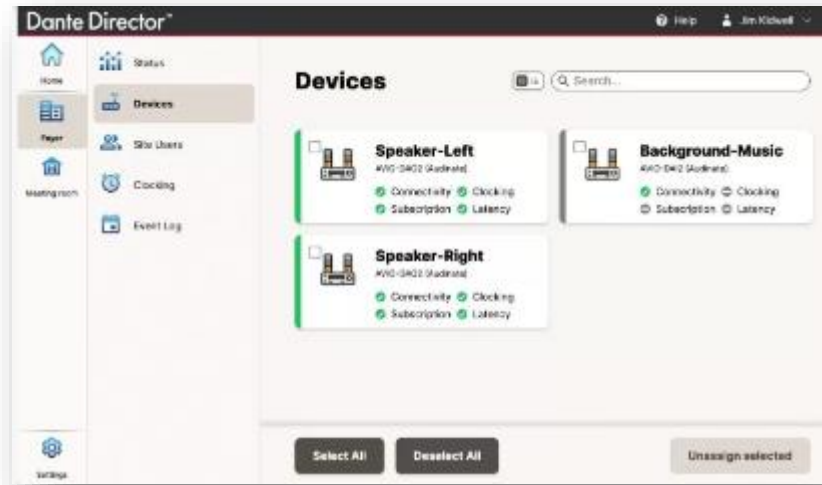 Dante Director™
Help
Jim Kidwell
Home
Foyer
Meeting room
Settings
Status
Devices
Site Users
Clocking
Event Log
Devices
Search...
Speaker-Left
Connectivity Clocking
Subscription Latency
Background-Music
Connectivity Clocking
Subscription Latency
Speaker-Right
Connectivity Clocking
Subscription Latency
Select All
Deselect All
Unassign selected